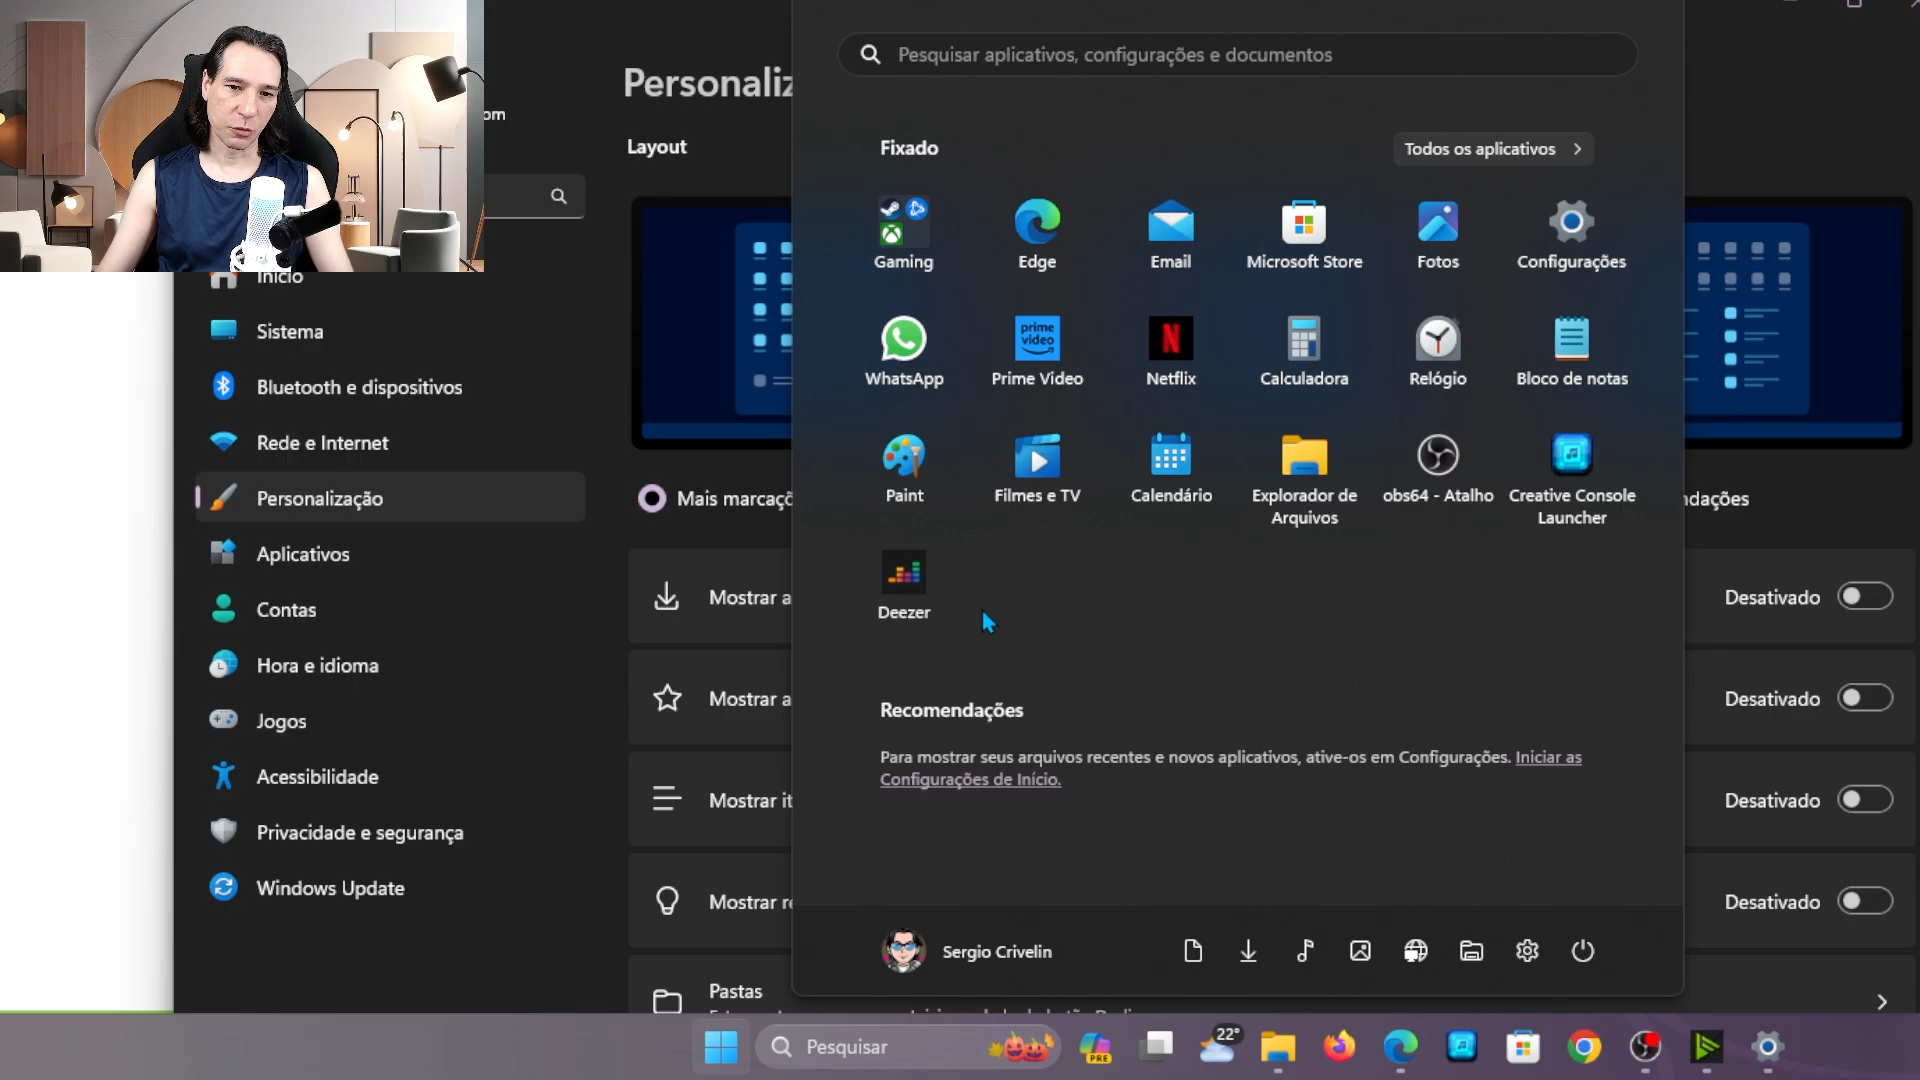 Personaliz
om
Layout
Início
Sistema
Bluetooth e dispositivos
Rede e Internet
Personalização
Aplicativos
Contas
Hora e idioma
Jogos
Acessibilidade
Privacidade e segurança
Windows Update
Mais marcaçõ
ndações
Mostrar a
Desativado
Mostrar a
Desativado
Mostrar it
Desativado
Mostrar re
Desativado
Pastas
Pesquisar aplicativos, configurações e documentos
Fixado
Todos os aplicativos
Gaming
Edge
Email
Microsoft Store
Fotos
Configurações
WhatsApp
prime video
Prime Video
Netflix
Calculadora
Relógio
Bloco de notas
Paint
Filmes e TV
Calendário
Explorador de
Arquivos
obs64 - Atalho
Creative Console
Launcher
Deezer
Recomendações
Para mostrar seus arquivos recentes e novos aplicativos, ative-os em Configurações. Iniciar as
Configurações de Início.
Sergio Crivelin
Pesquisar
PRE
22°